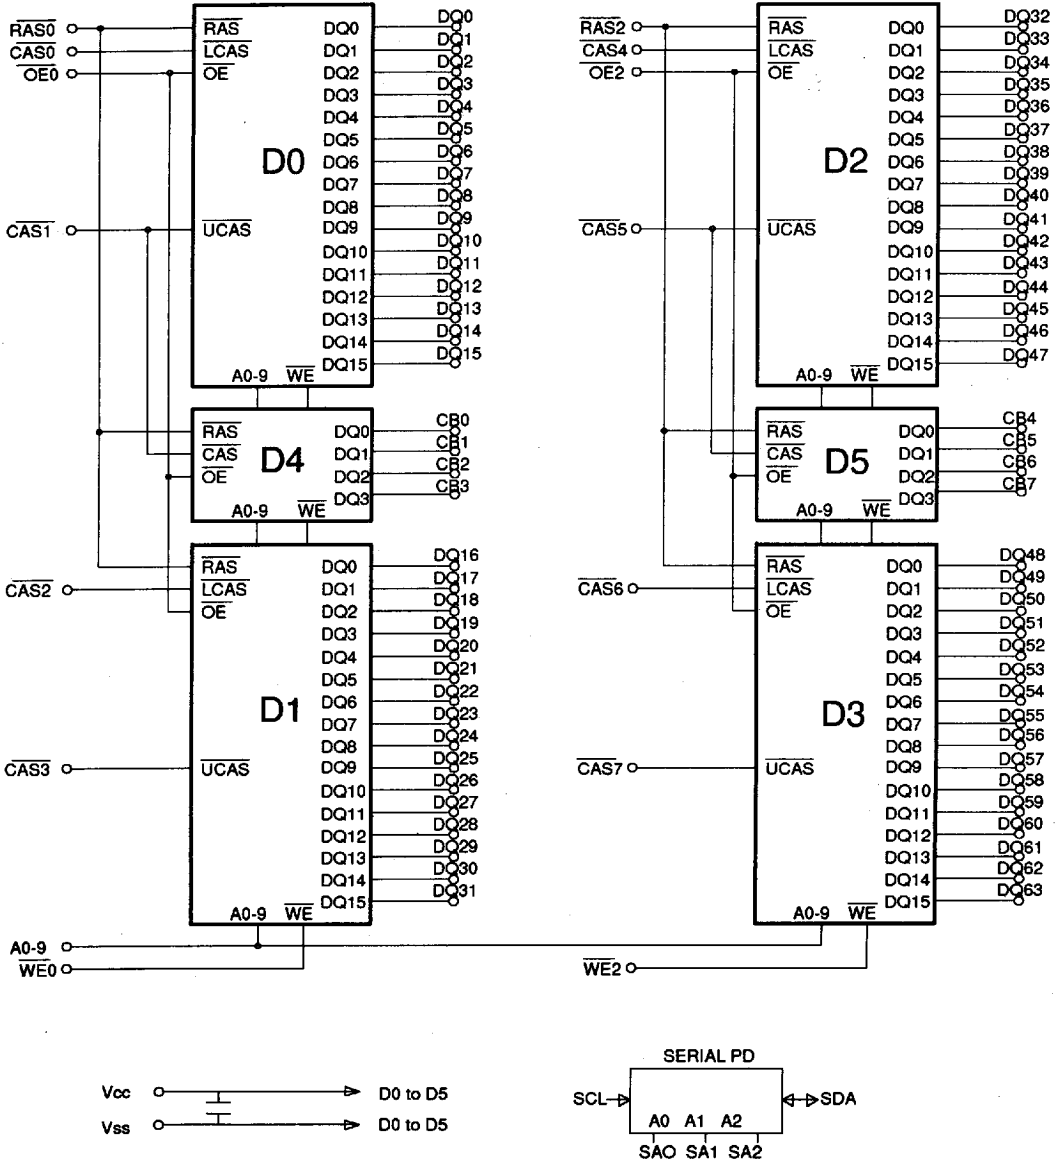 RAS0 RAS DQ0 DQ0
CAS0 LCAS DQ1 DQ1
OE0 OE DQ2 DQ2
DQ3 DQ3
DQ4 DQ4
DQ5 DQ5
D0 DQ6 DQ6
DQ7 DQ7
DQ8 DQ8
CAS1 UCAS DQ9 DQ9
DQ10 DQ10
DQ11 DQ11
DQ12 DQ12
DQ13 DQ13
DQ14 DQ14
DQ15 DQ15
A0-9 WE
RAS DQ0 CB0
CAS DQ1 CB1
D4
OE DQ2 CB2
DQ3 CB3
A0-9 WE
RAS DQ0 DQ16
CAS2 LCAS DQ1 DQ17
OE DQ2 DQ18
DQ3 DQ19
DQ4 DQ20
DQ5 DQ21
D1 DQ6 DQ22
DQ7 DQ23
DQ8 DQ24
CAS3 UCAS DQ9 DQ25
DQ10 DQ26
DQ11 DQ27
DQ12 DQ28
DQ13 DQ29
DQ14 DQ30
DQ15 DQ31
A0-9 WE
A0-9
WE0
RAS2 RAS DQ0 DQ32
CAS4 LCAS DQ1 DQ33
OE2 OE DQ2 DQ34
DQ3 DQ35
DQ4 DQ36
DQ5 DQ37
D2 DQ6 DQ38
DQ7 DQ39
DQ8 DQ40
CAS5 UCAS DQ9 DQ41
DQ10 DQ42
DQ11 DQ43
DQ12 DQ44
DQ13 DQ45
DQ14 DQ46
DQ15 DQ47
A0-9 WE
RAS DQ0 CB4
CAS DQ1 CB5
D5
OE DQ2 CB6
DQ3 CB7
A0-9 WE
RAS DQ0 DQ48
CAS6 LCAS DQ1 DQ49
OE DQ2 DQ50
DQ3 DQ51
DQ4 DQ52
DQ5 DQ53
D3 DQ6 DQ54
DQ7 DQ55
DQ8 DQ56
CAS7 UCAS DQ9 DQ57
DQ10 DQ58
DQ11 DQ59
DQ12 DQ60
DQ13 DQ61
DQ14 DQ62
DQ15 DQ63
A0-9 WE
WE2
Vcc D0 to D5
Vss D0 to D5
SERIAL PD
SCL SDA
A0 A1 A2
SAO SA1 SA2